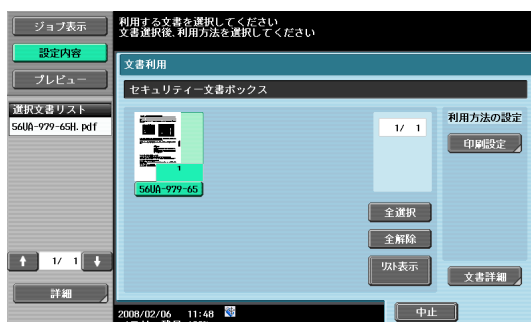 ジョブ表示
設定内容
プレビュー
選択文書リスト
56UA-979-65H.pdf
1/ 1
詳細
利用する文書を選択してください
文書選択後、利用方法を選択してください
文書利用
セキュリティー文書ボックス
1
56UA-979-65
1/ 1
全選択
全解除
リスト表示
利用方法の設定
印刷設定
文書詳細
2008/02/06 11:48
中止